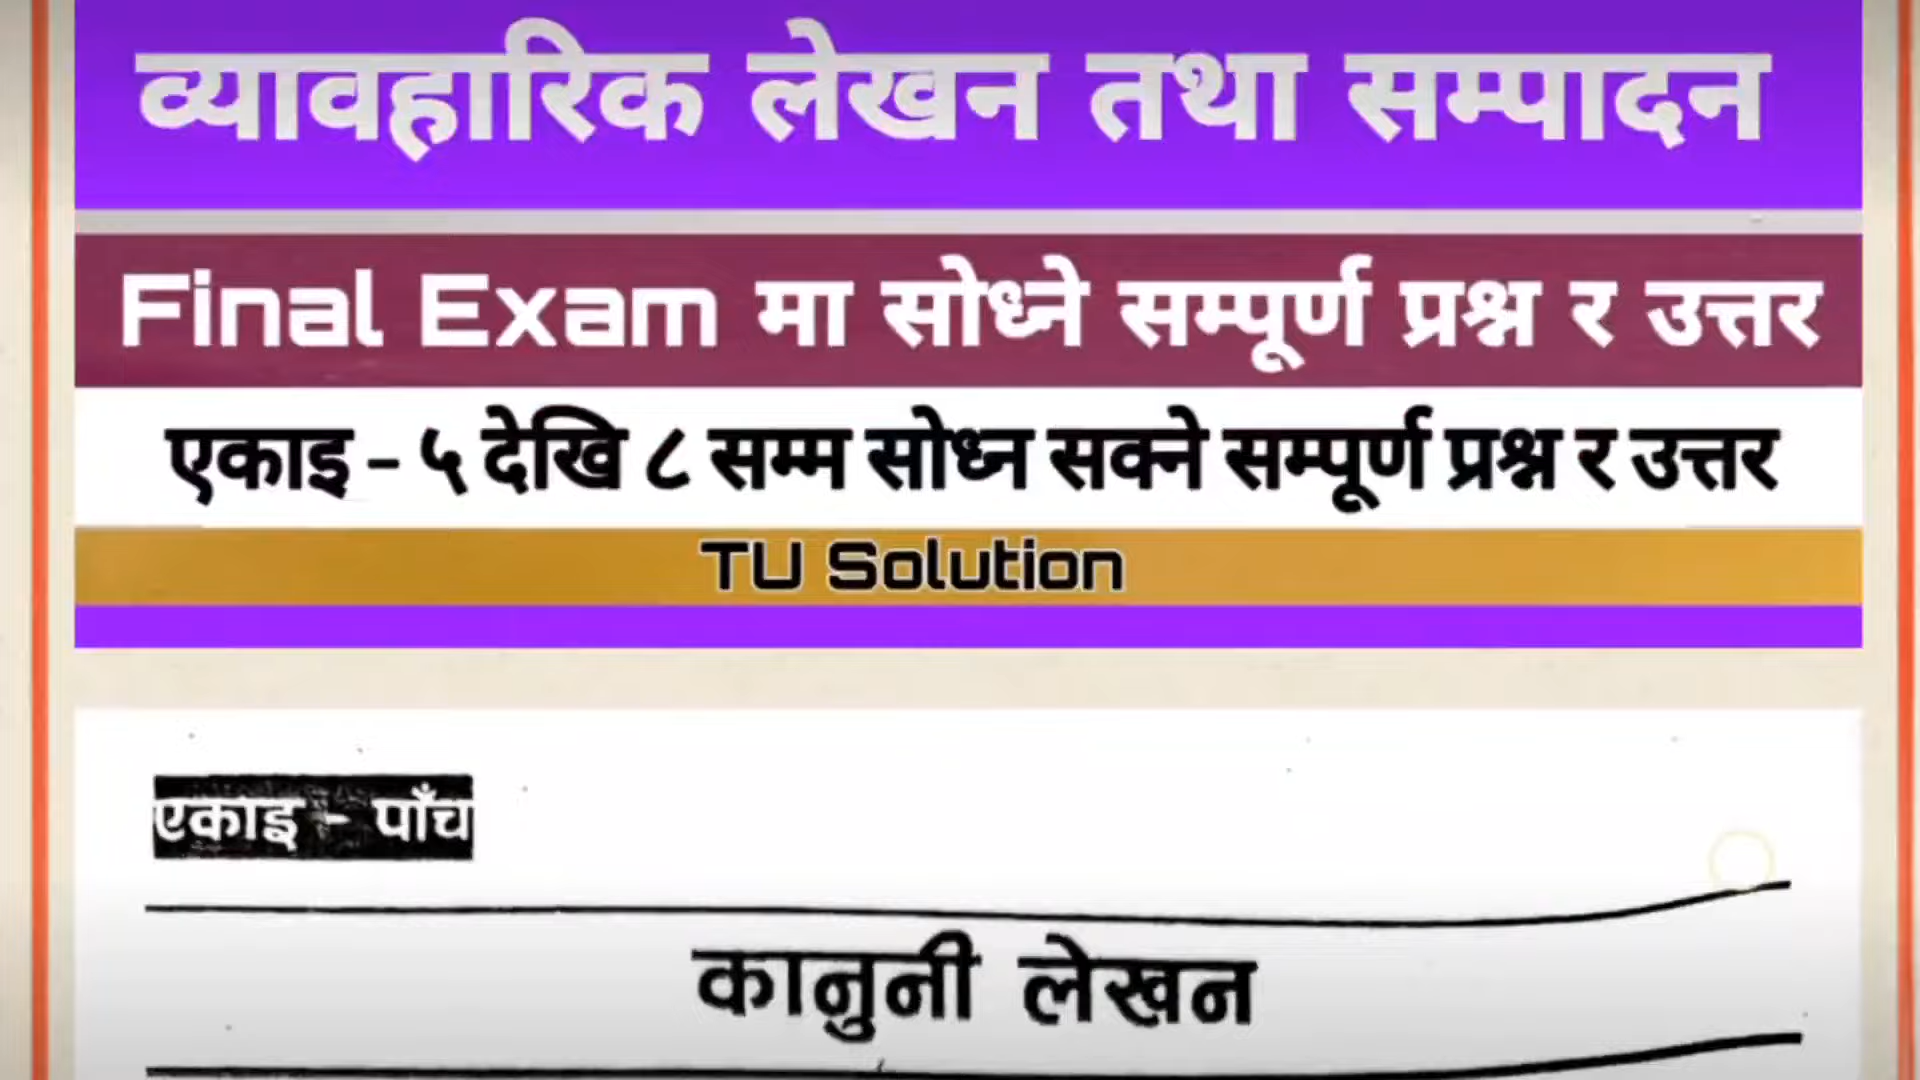 व्यावहारिक लेखन तथा सम्पादन
Final Exam मा सोध्ने सम्पूर्ण प्रश्न र उत्तर
एकाइ - ५ देखि ८ सम्म सोध्न सक्ने सम्पूर्ण प्रश्न र उत्तर
TU Solution
एकाइ - पाँच
कानुनी लेखन